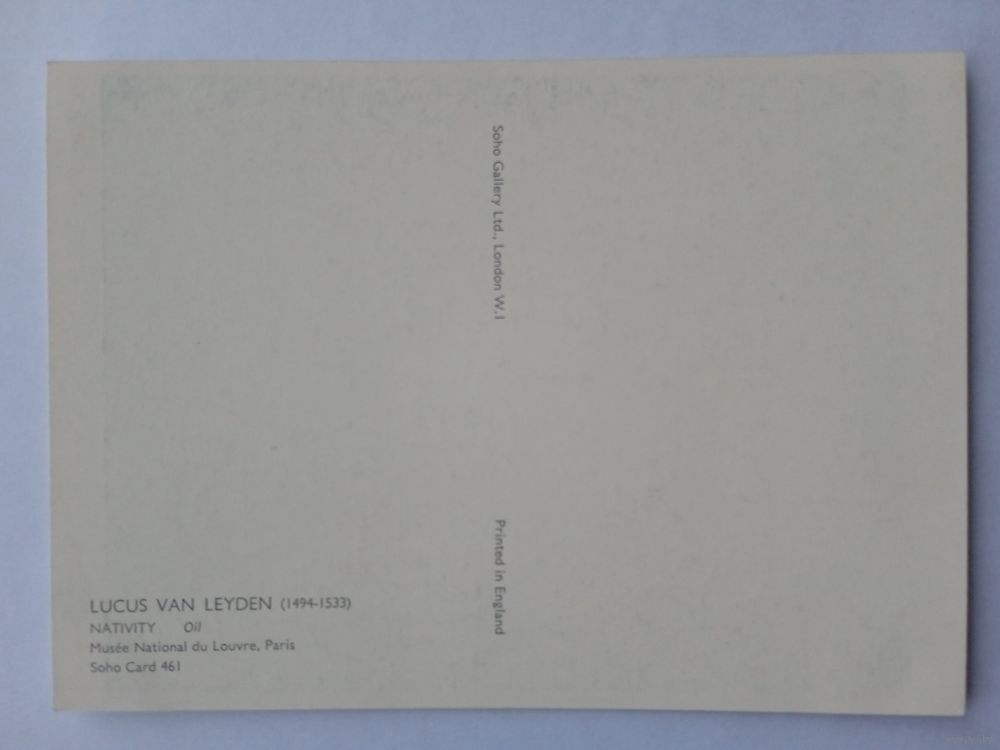 LUCUS VAN LEYDEN (1494-1533)
NATIVITY Oil
Musée National du Louvre, Paris
Soho Card 461
Soho Gallery Ltd., London W.1
Printed in England